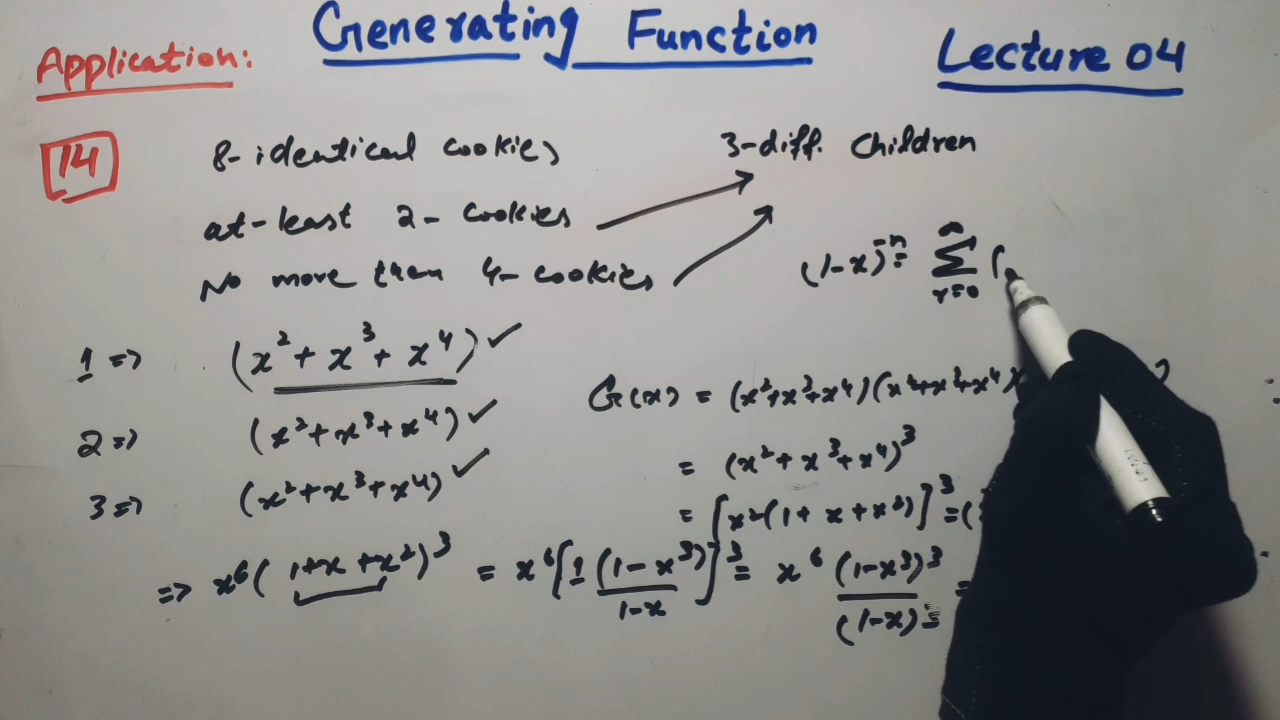 Generating Function
Application:
Lecture 04
14
8- identical cookies
3-diff. Children
at-least 2- cookies
No more then 4- cookies
(1-x)^-n = ∑ r=0 (
1 => (x^2 + x^3 + x^4) ✓
G(x) = (x^2+x^3+x^4)(x^2+x^3+x^4)( )
2 => (x^2+x^3+x^4) ✓
= (x^2+x^3+x^4)^3
3 => (x^2+x^3+x^4) ✓
= [x^2(1+x+x^2)]^3 = (
=> x^6(1+x+x^2)^3 = x^6[1(1-x^3)/1-x]^3 = x^6 (1-x^3)^3/(1-x)^3 =